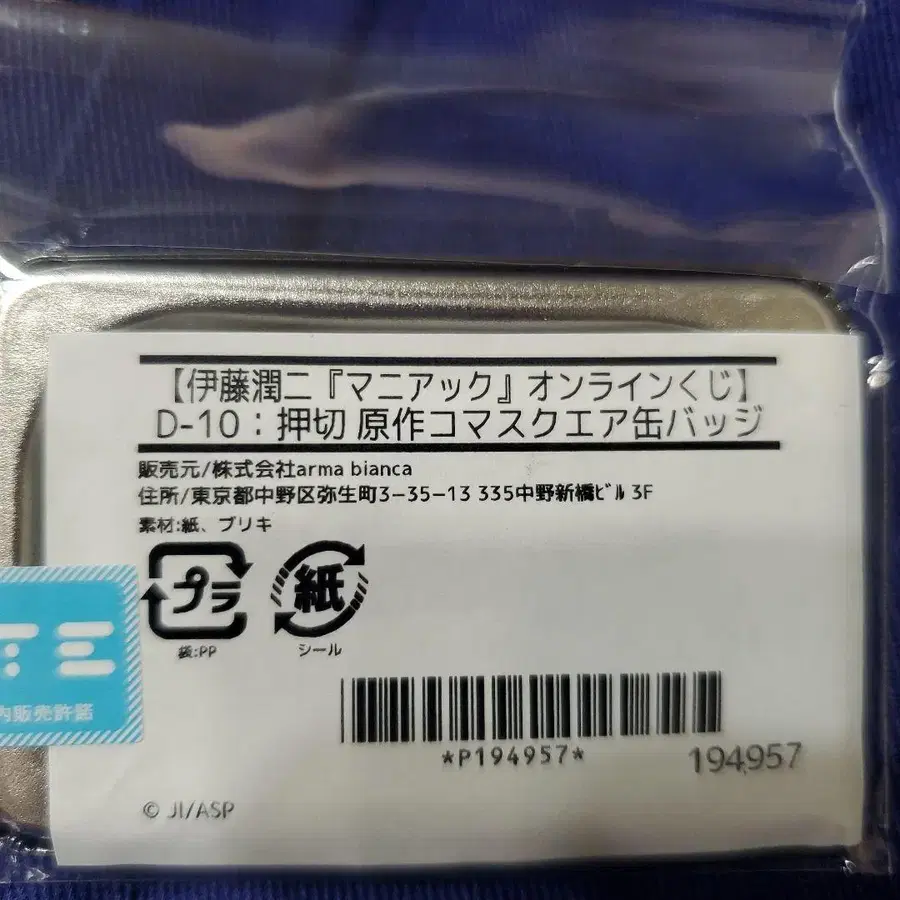 【伊藤潤二『マニアック』オンラインくじ】
D-10：押切 原作コマスクエア缶バッジ
販売元/株式会社arma bianca
住所/東京都中野区弥生町3-35-13 335中野新橋ﾋﾞﾙ 3F
素材:紙、ブリキ
プラ
紙
袋:PP
シール
内販売許諾
*P194957*
194957
© JI/ASP